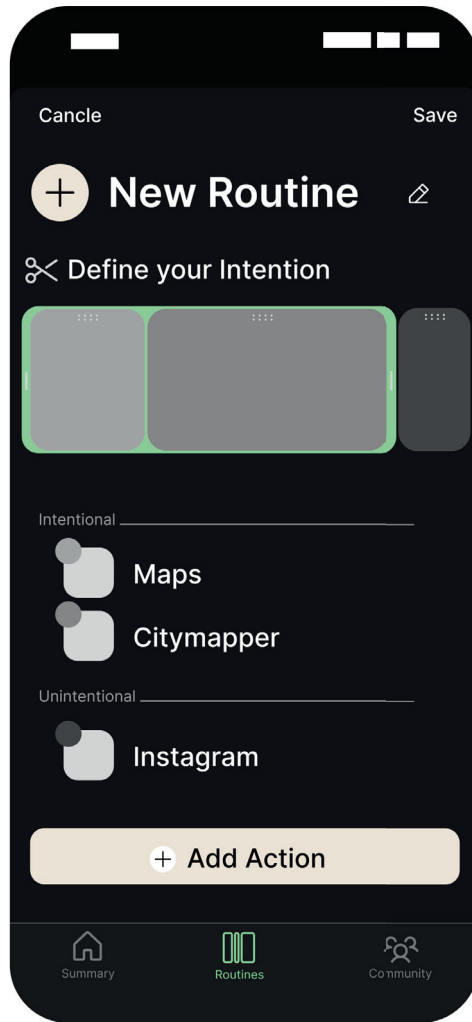 Cancle
Save
New Routine
Define your Intention
Intentional
Maps
Citymapper
Unintentional
Instagram
Add Action
Summary
Routines
Community